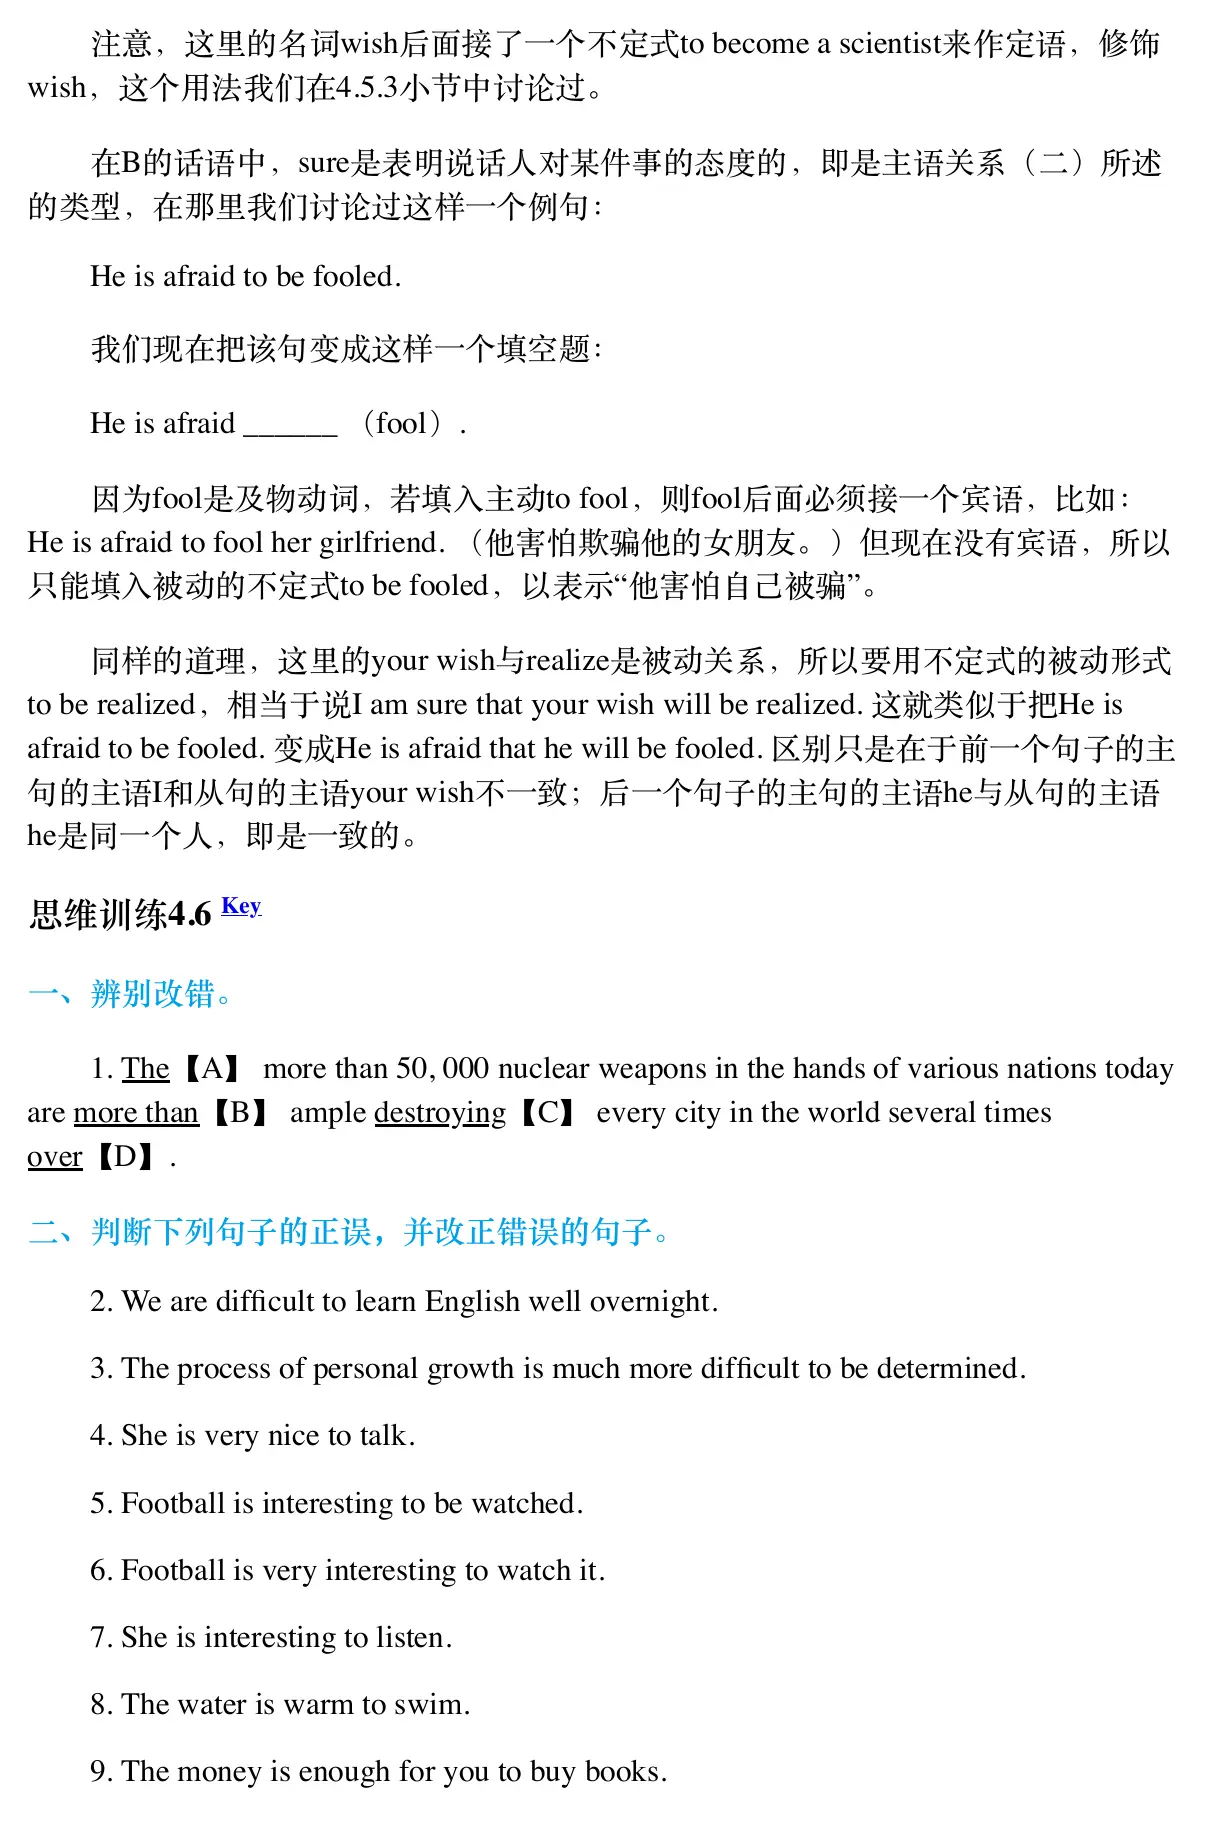 注意，这里的名词wish后面接了一个不定式to become a scientist来作定语，修饰
wish，这个用法我们在4.5.3小节中讨论过。
在B的话语中，sure是表明说话人对某件事的态度的，即是主语关系（二）所述
的类型，在那里我们讨论过这样一个例句：
He is afraid to be fooled.
我们现在把该句变成这样一个填空题：
He is afraid ______ （fool）.
因为fool是及物动词，若填入主动to fool，则fool后面必须接一个宾语，比如：
He is afraid to fool her girlfriend.（他害怕欺骗他的女朋友。）但现在没有宾语，所以
只能填入被动的不定式to be fooled，以表示“他害怕自己被骗”。
同样的道理，这里的your wish与realize是被动关系，所以要用不定式的被动形式
to be realized，相当于说I am sure that your wish will be realized. 这就类似于把He is
afraid to be fooled. 变成He is afraid that he will be fooled. 区别只是在于前一个句子的主
句的主语I和从句的主语your wish不一致；后一个句子的主句的主语he与从句的主语
he是同一个人，即是一致的。
思维训练4.6 Key
一、辨别改错。
1. The【A】 more than 50, 000 nuclear weapons in the hands of various nations today
are more than【B】 ample destroying【C】 every city in the world several times
over【D】.
二、判断下列句子的正误，并改正错误的句子。
2. We are difficult to learn English well overnight.
3. The process of personal growth is much more difficult to be determined.
4. She is very nice to talk.
5. Football is interesting to be watched.
6. Football is very interesting to watch it.
7. She is interesting to listen.
8. The water is warm to swim.
9. The money is enough for you to buy books.